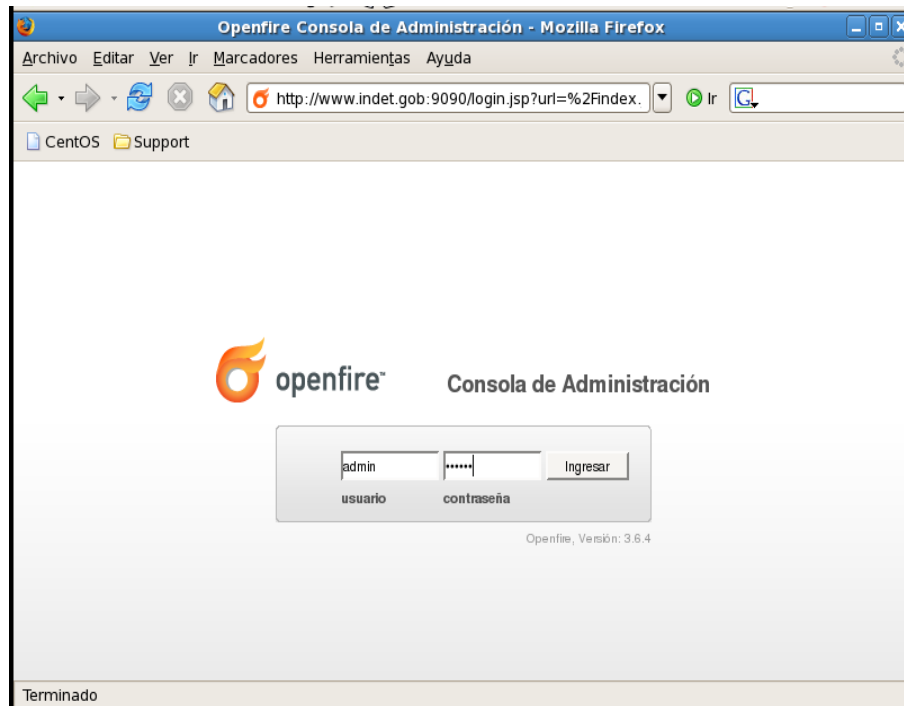 Openfire Consola de Administración - Mozilla Firefox
Archivo Editar Ver Ir Marcadores Herramientas Ayuda
http://www.indet.gob:9090/login.jsp?url=%2Findex. Ir G
CentOS Support
openfire™ Consola de Administración
admin •••••• Ingresar
usuario contraseña
Openfire, Versión: 3.6.4
Terminado